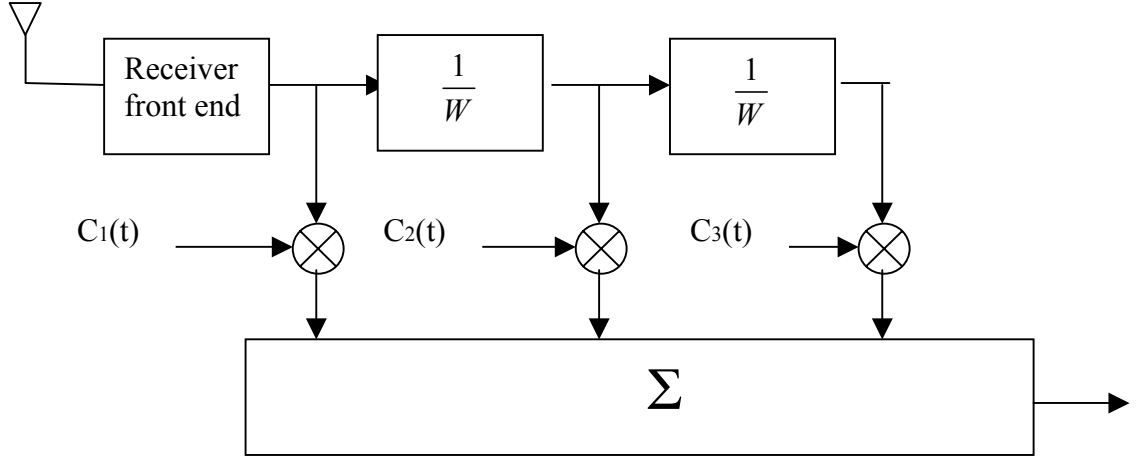 Receiver
front end
1
W
1
W
C1(t)
C2(t)
C3(t)
Σ